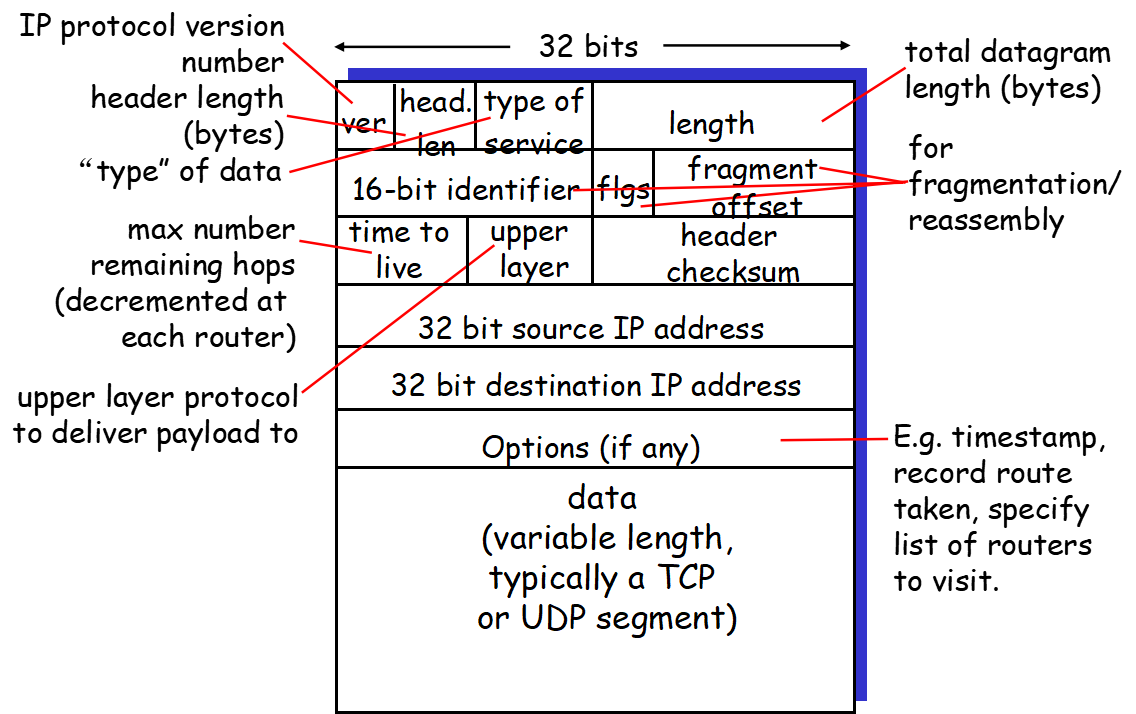 IP protocol version
number
header length
(bytes)
“type” of data
max number
remaining hops
(decremented at
each router)
upper layer protocol
to deliver payload to
32 bits
ver
head.
len
type of
service
length
16-bit identifier
flgs
fragment
offset
time to
live
upper
layer
header
checksum
32 bit source IP address
32 bit destination IP address
Options (if any)
data
(variable length,
typically a TCP
or UDP segment)
total datagram
length (bytes)
for
fragmentation/
reassembly
E.g. timestamp,
record route
taken, specify
list of routers
to visit.